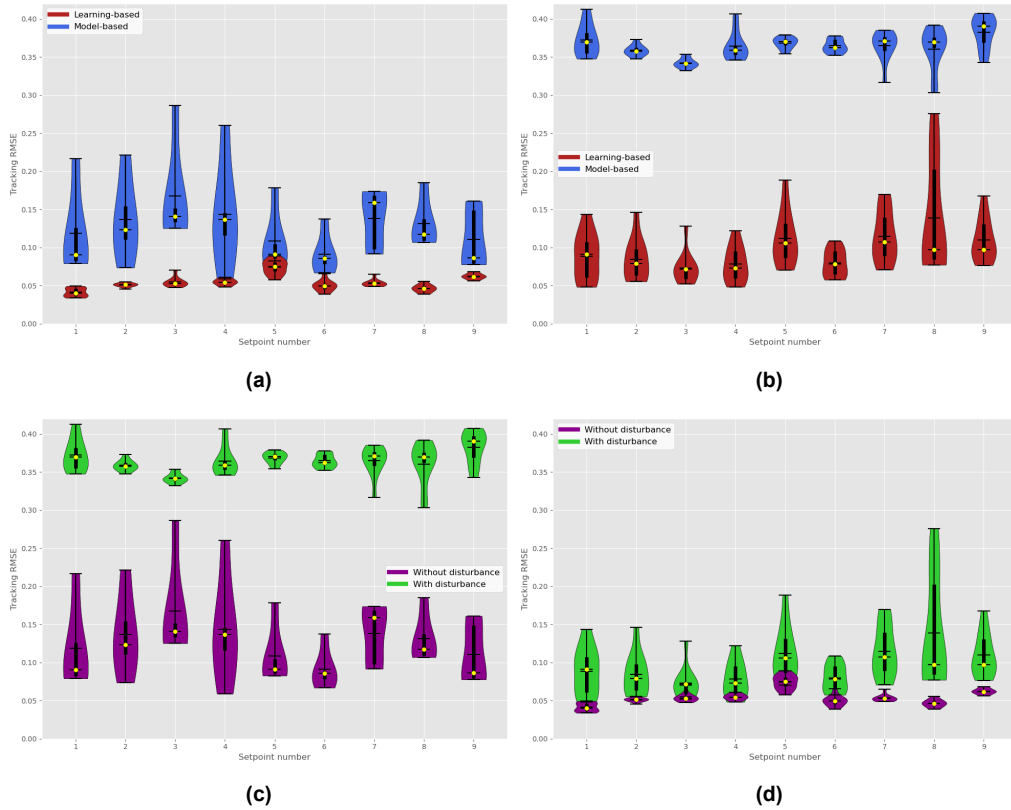 Learning-based
Model-based
Tracking RMSE
0.40
0.35
0.30
0.25
0.20
0.15
0.10
0.05
0.00
1 2 3 4 5 6 7 8 9
Setpoint number
(a)
Learning-based
Model-based
Tracking RMSE
0.40
0.35
0.30
0.25
0.20
0.15
0.10
0.05
0.00
1 2 3 4 5 6 7 8 9
Setpoint number
(b)
Without disturbance
With disturbance
Tracking RMSE
0.40
0.35
0.30
0.25
0.20
0.15
0.10
0.05
0.00
1 2 3 4 5 6 7 8 9
Setpoint number
(c)
Without disturbance
With disturbance
Tracking RMSE
0.40
0.35
0.30
0.25
0.20
0.15
0.10
0.05
0.00
1 2 3 4 5 6 7 8 9
Setpoint number
(d)